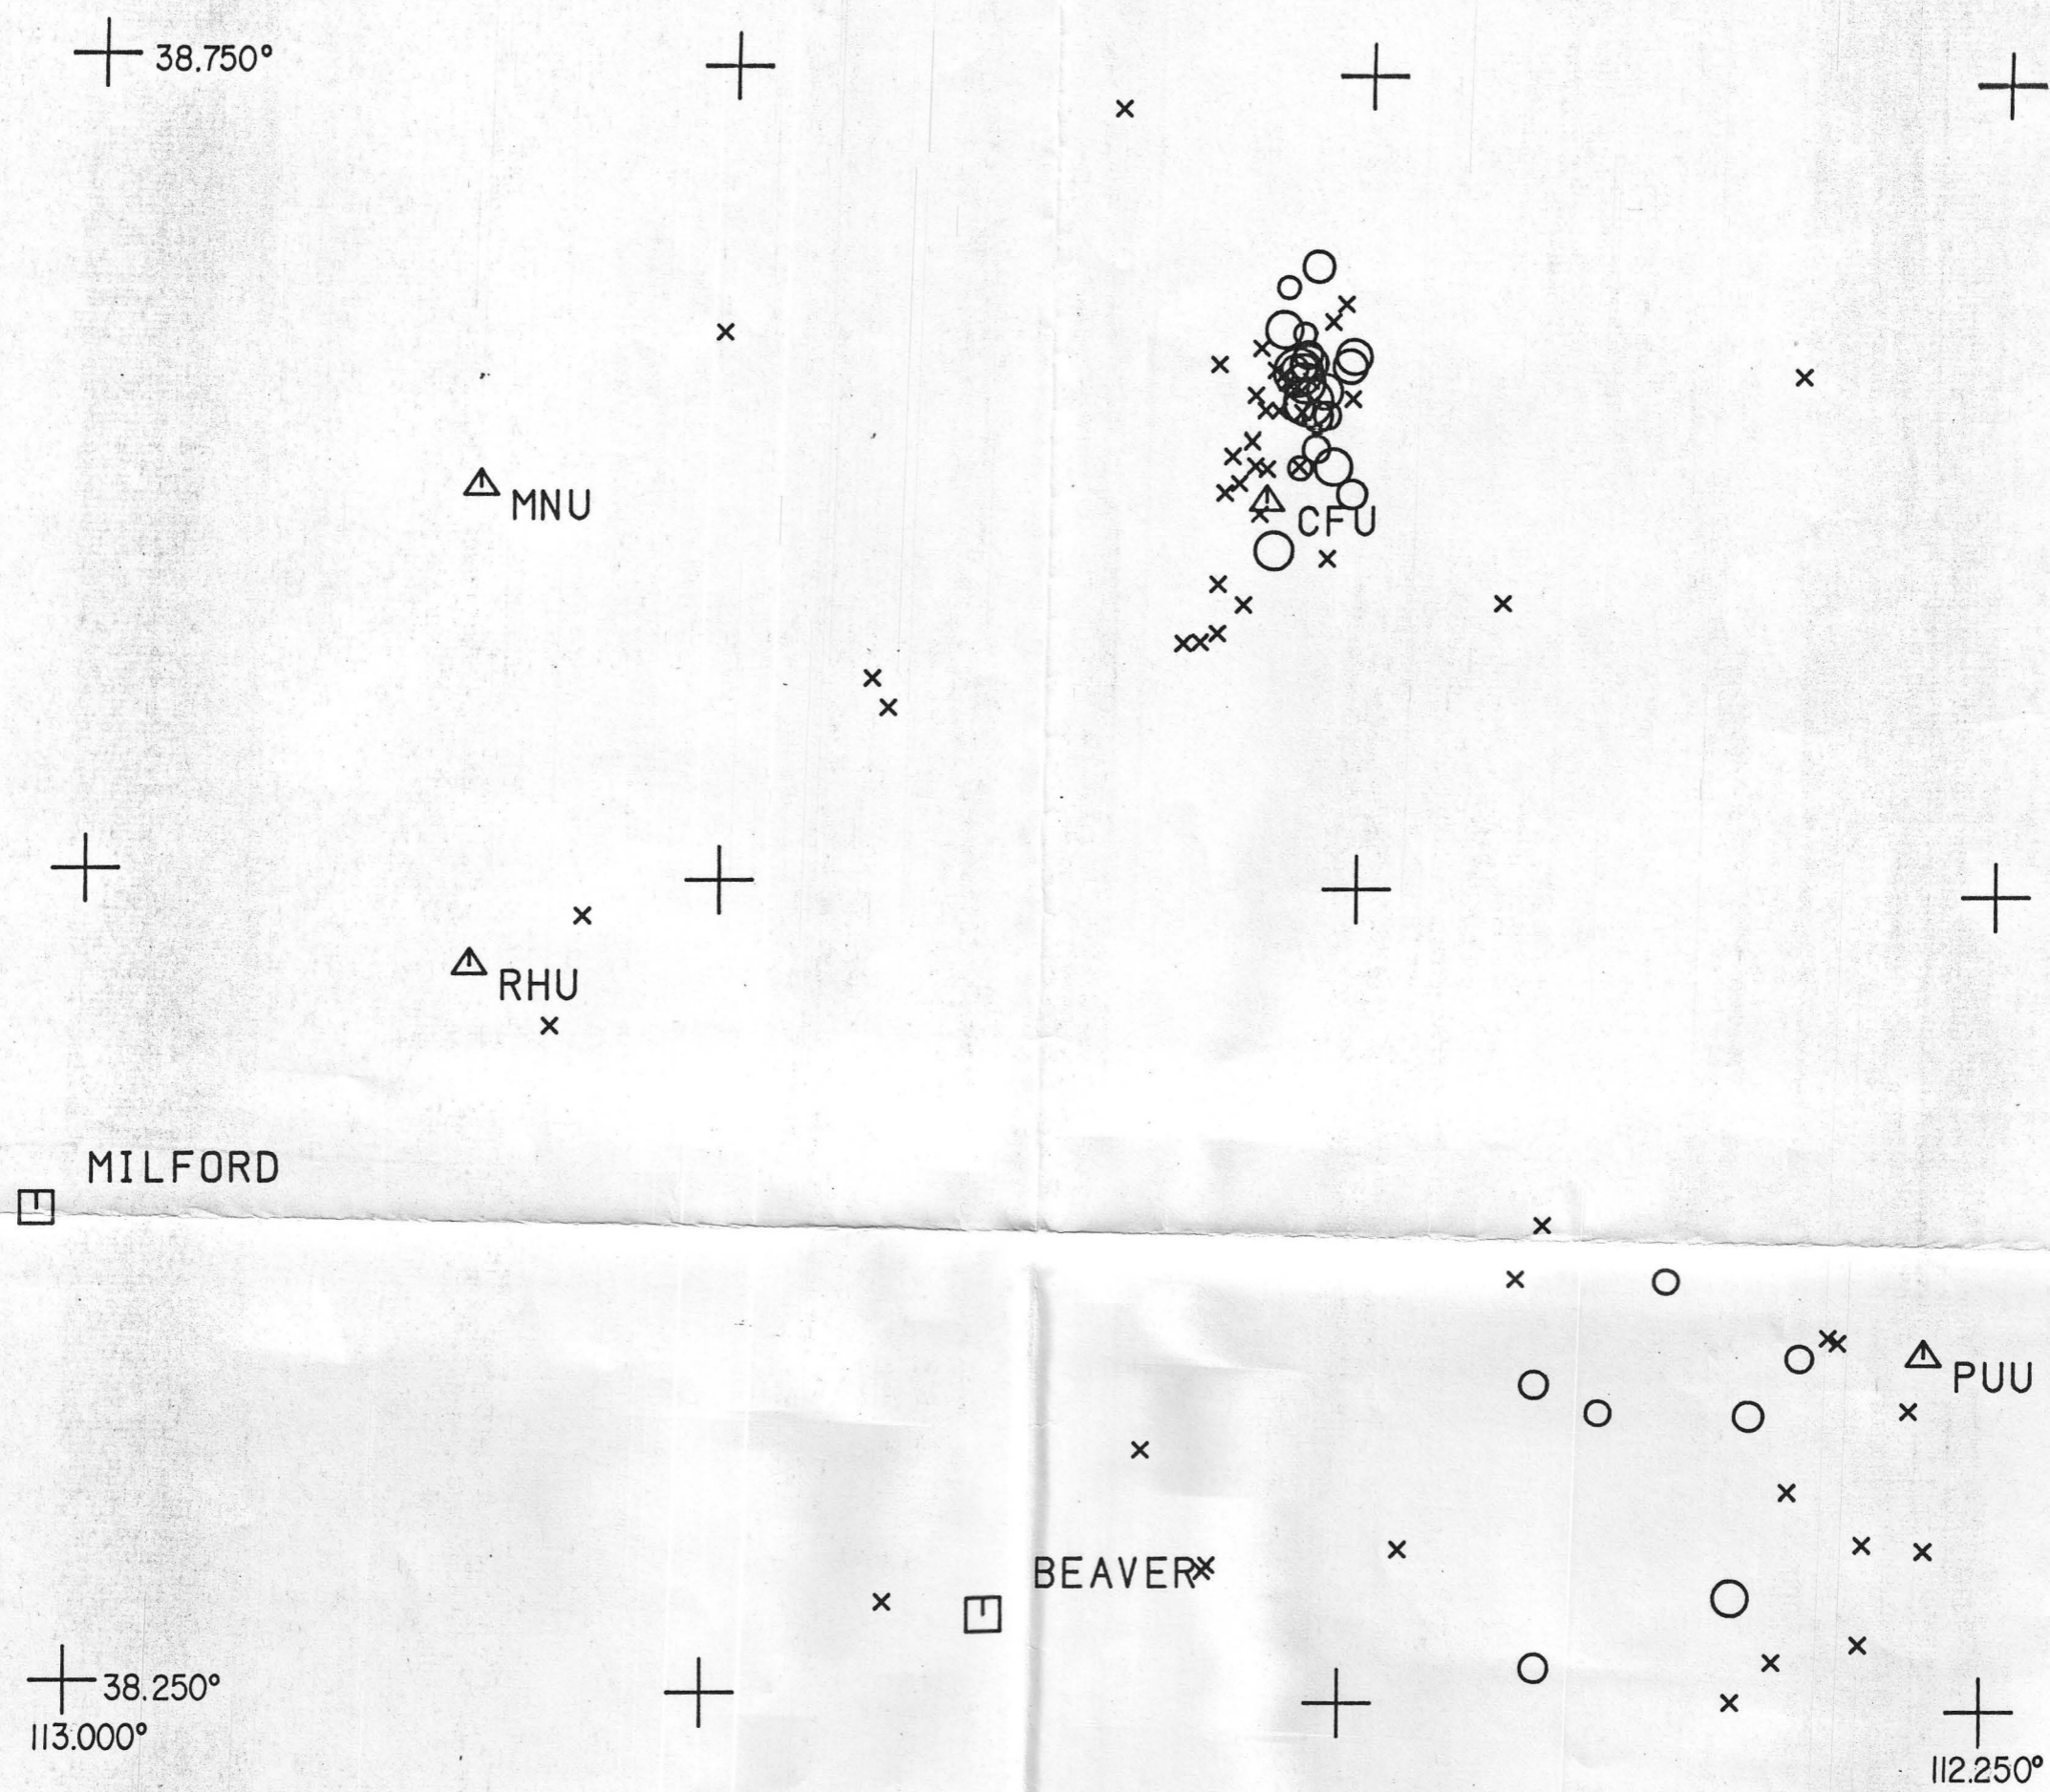 38.750°
MNU
CFU
RHU
MILFORD
PUU
BEAVER
38.250°
113.000°
112.250°